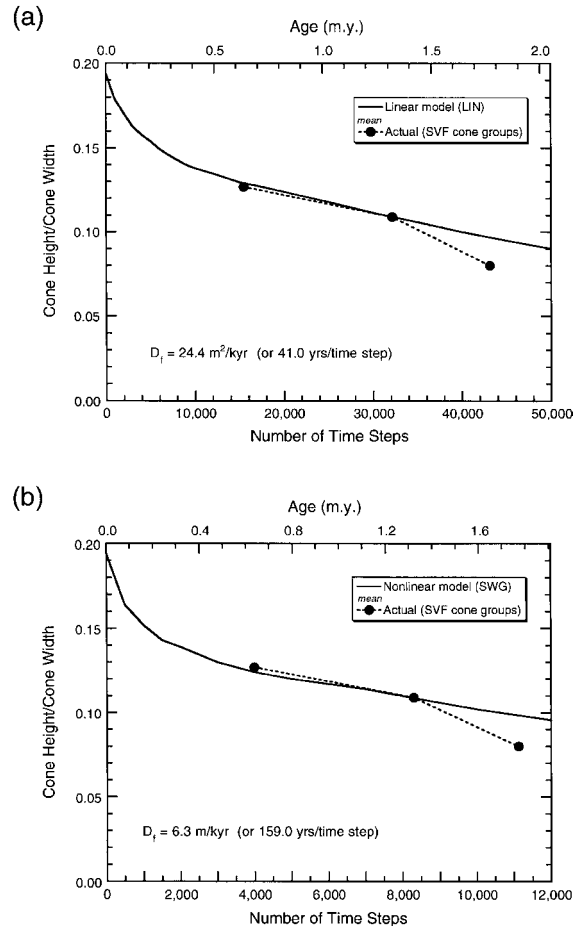 (a)
Age (m.y.)
0.0 0.4 0.8 1.2 1.6 2.0
0.20
0.15
0.10
0.05
0.00
Cone Height/Cone Width
Linear model (LIN)
mean
Actual (SVF cone groups)
D_f = 24.4 m²/kyr (or 41.0 yrs/time step)
0 10,000 20,000 30,000 40,000 50,000
Number of Time Steps
(b)
Age (m.y.)
0.0 0.4 0.8 1.2 1.6
0.20
0.15
0.10
0.05
0.00
Cone Height/Cone Width
Nonlinear model (SWG)
mean
Actual (SVF cone groups)
D_f = 6.3 m/kyr (or 159.0 yrs/time step)
0 2,000 4,000 6,000 8,000 10,000 12,000
Number of Time Steps